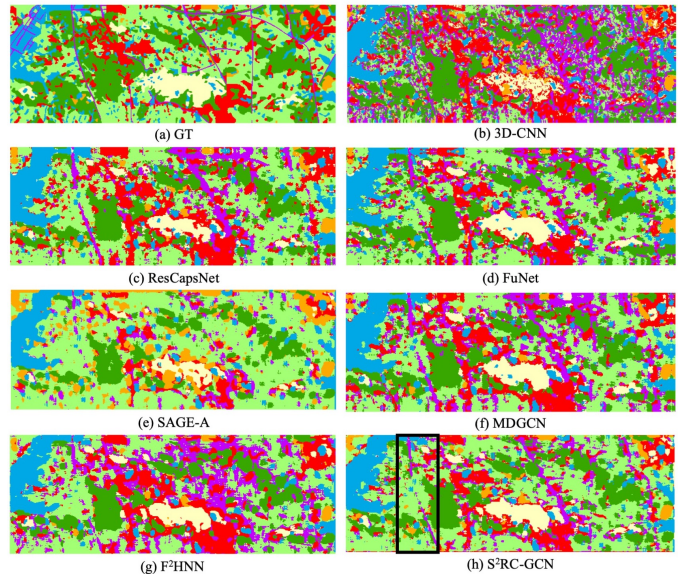 (a) GT
(b) 3D-CNN
(c) ResCapsNet
(d) FuNet
(e) SAGE-A
(f) MDGCN
(g) F²HNN
(h) S²RC-GCN